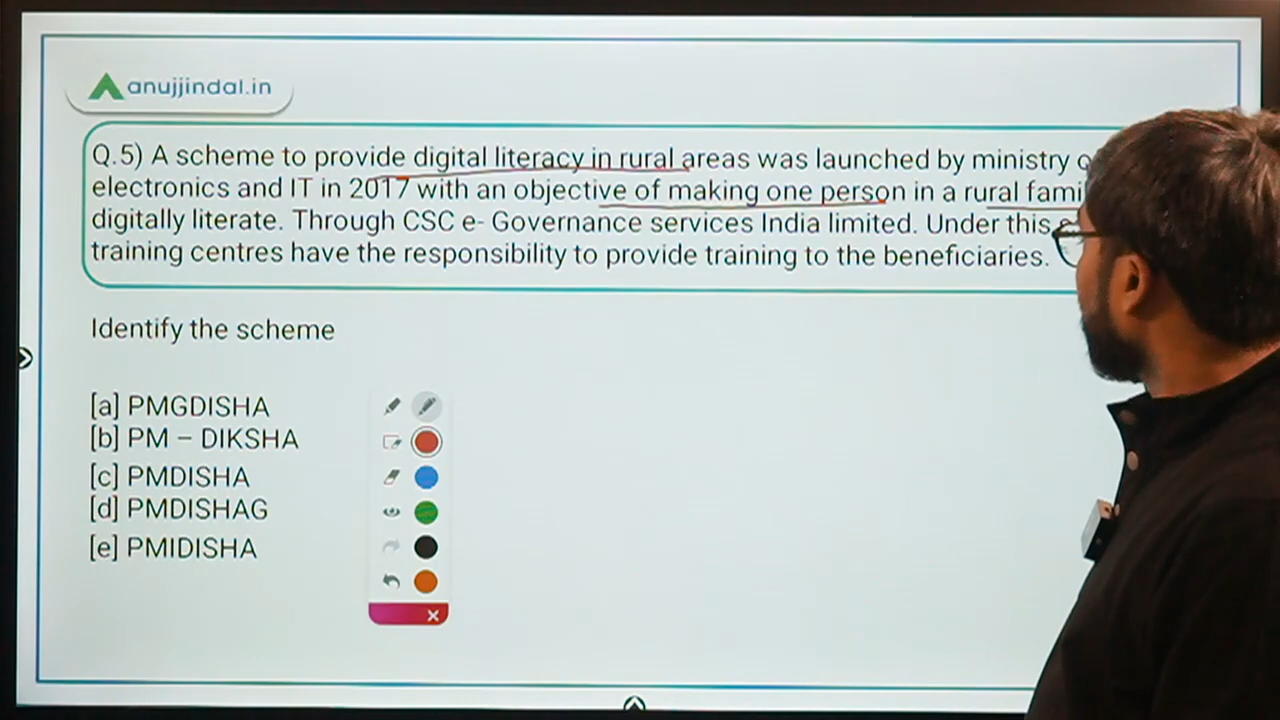 anujjindal.in
Q.5) A scheme to provide digital literacy in rural areas was launched by ministry
electronics and IT in 2017 with an objective of making one person in a rural
digitally literate. Through CSC e- Governance services India limited. Under this
training centres have the responsibility to provide training to the beneficiaries.
Identify the scheme
[a] PMGDISHA
[b] PM – DIKSHA
[c] PMDISHA
[d] PMDISHAG
[e] PMIDISHA